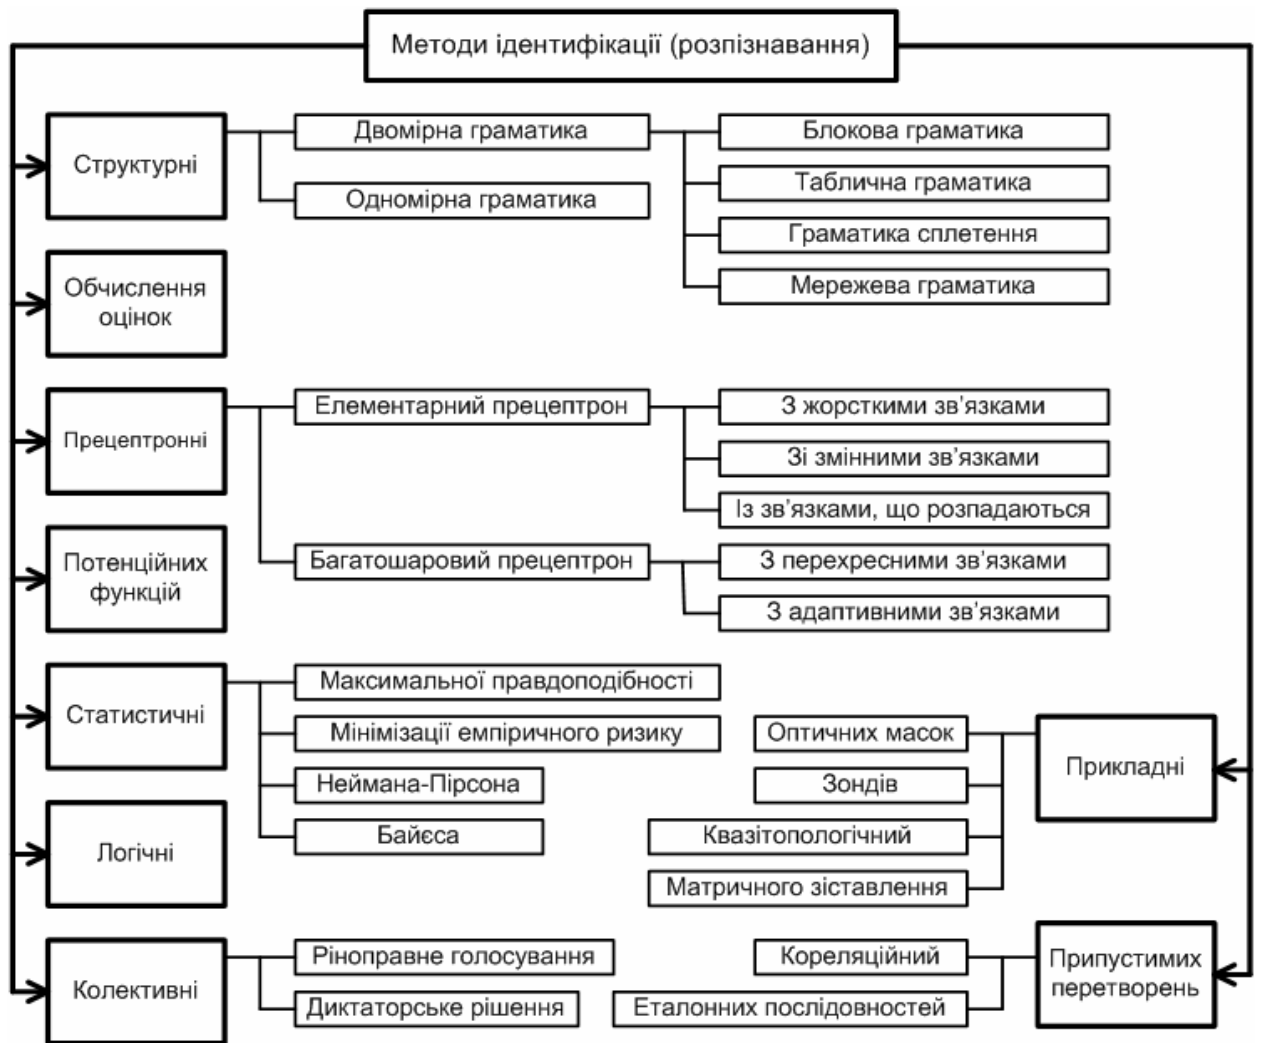 Методи ідентифікації (розпізнавання)
Структурні
Двомірна граматика
Одномірна граматика
Блокова граматика
Таблична граматика
Граматика сплетення
Мережева граматика
Обчислення
оцінок
Прецептронні
Елементарний прецептрон
З жорсткими зв’язками
Зі змінними зв’язками
Із зв’язками, що розпадаються
Багатошаровий прецептрон
З перехресними зв’язками
З адаптивними зв’язками
Потенційних
функцій
Статистичні
Максимальної правдоподібності
Мінімізації емпіричного ризику
Неймана-Пірсона
Байєса
Логічні
Колективні
Ріноправне голосування
Диктаторське рішення
Прикладні
Оптичних масок
Зондів
Квазітопологічний
Матричного зіставлення
Припустимих
перетворень
Кореляційний
Еталонних послідовностей